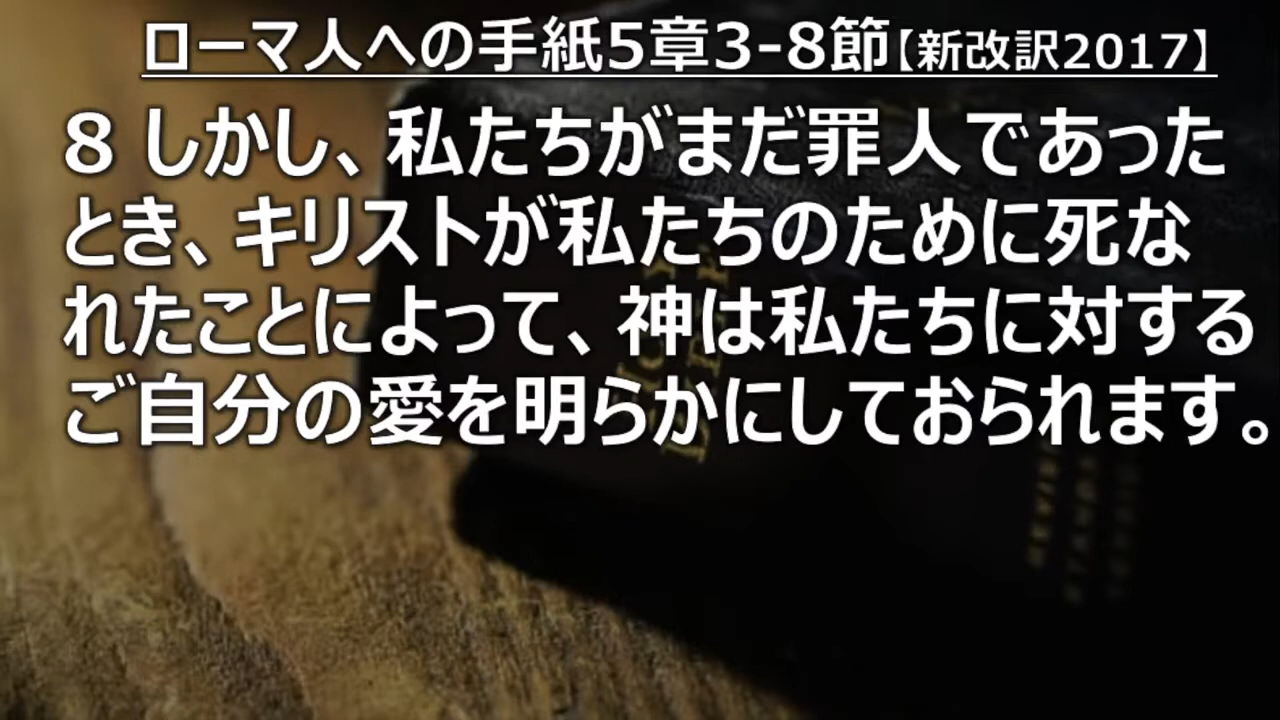 ローマ人への手紙5章3-8節【新改訳2017】
8 しかし、私たちがまだ罪人であった
とき、キリストが私たちのために死な
れたことによって、神は私たちに対する
ご自分の愛を明らかにしておられます。